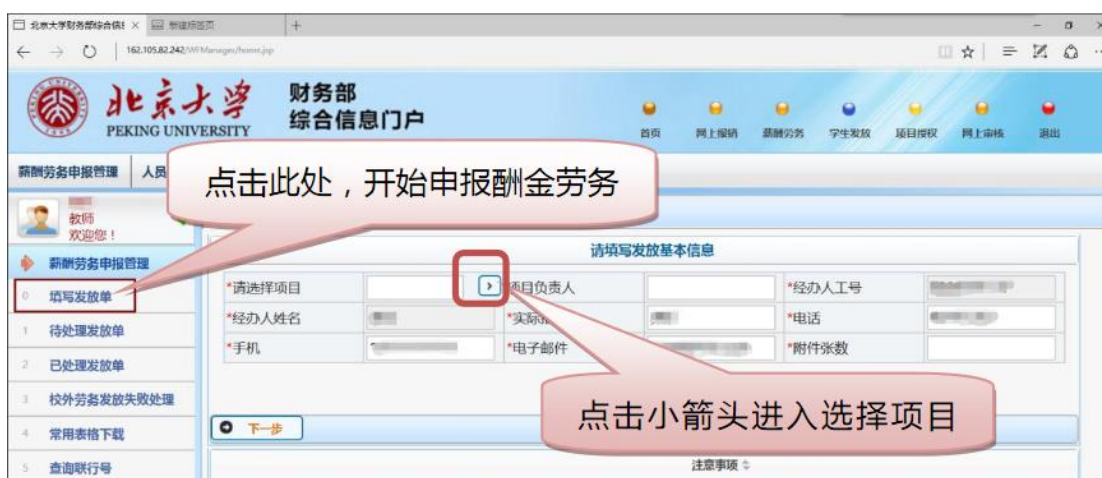 北京大学财务部综合信息 × 新建标签页 +
162.105.82.242/WFManager/home.jsp
北京大学
PEKING UNIVERSITY
财务部
综合信息门户
首页 网上报销 薪酬劳务 学生发放 项目授权 网上审核 退出
薪酬劳务申报管理 人员
点击此处，开始申报酬金劳务
教师
欢迎您！
请填写发放基本信息
薪酬劳务申报管理
*请选择项目 项目负责人 *经办人工号
0 填写发放单
*经办人姓名 *实际 *电话
1 待处理发放单
*手机 *电子邮件 *附件张数
2 已处理发放单
3 校外劳务发放失败处理
点击小箭头进入选择项目
4 常用表格下载
下一步
5 查询联行号
注意事项